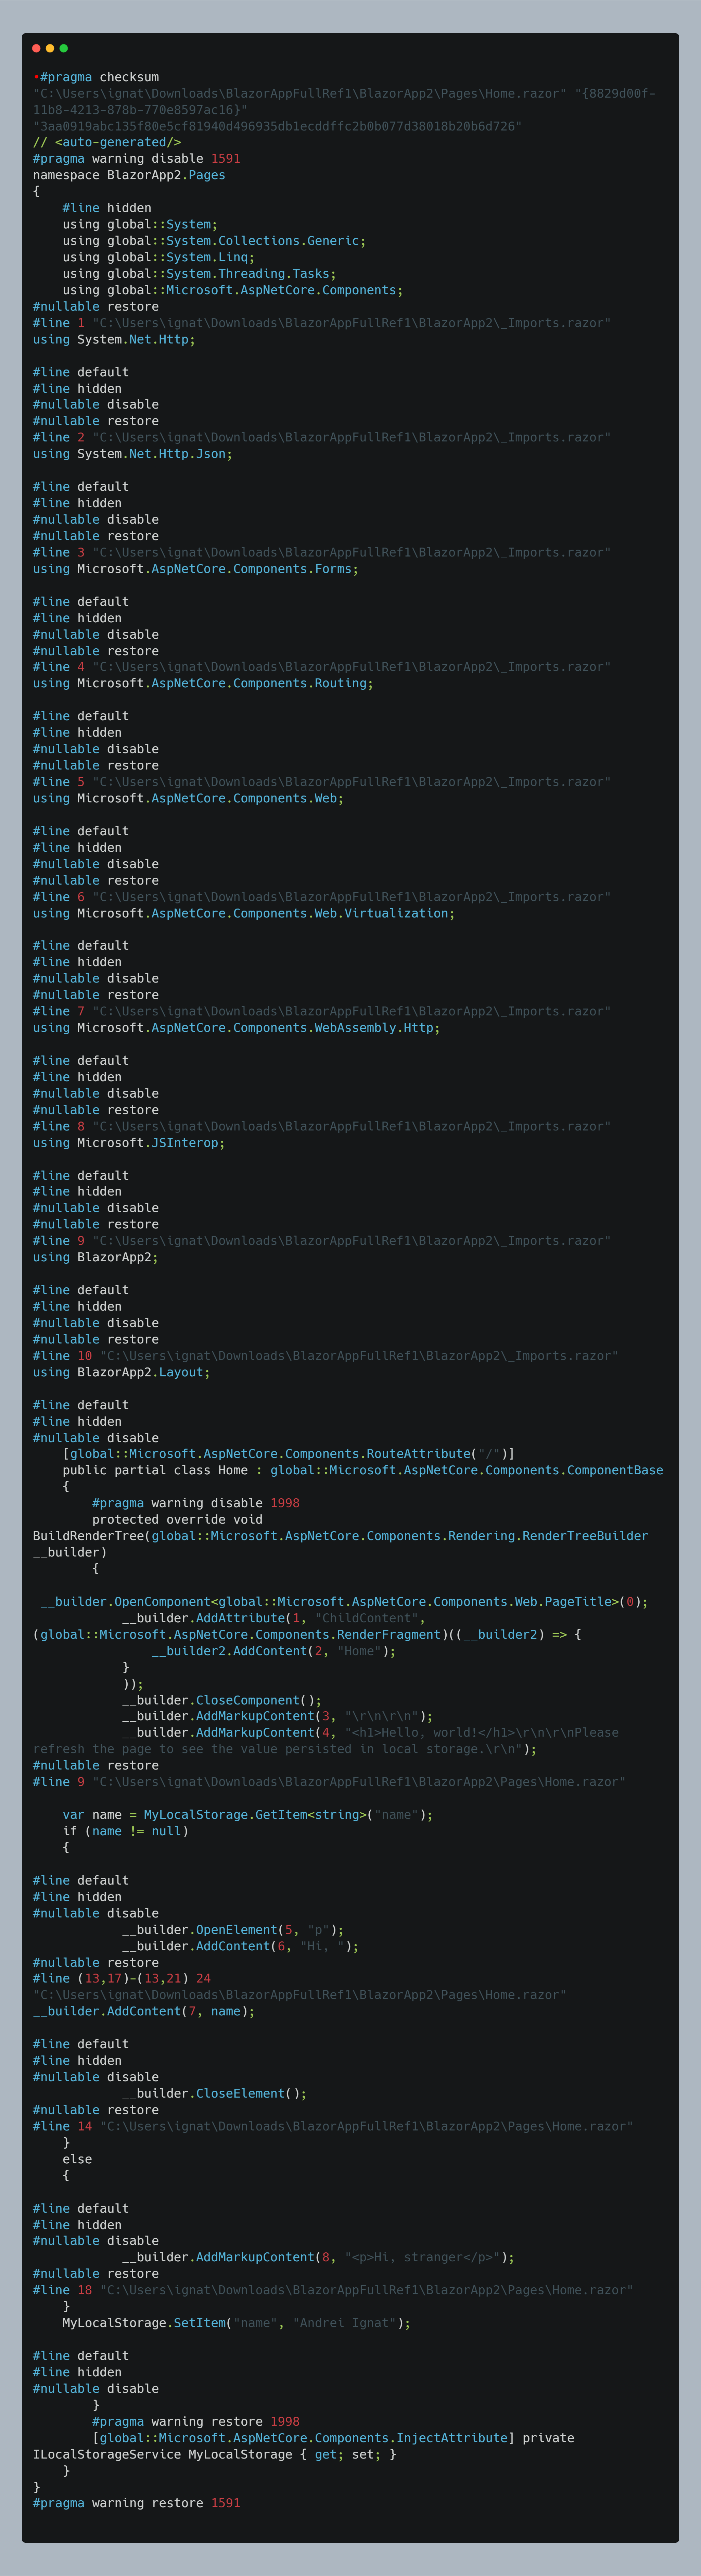 •#pragma checksum
"C:\Users\ignat\Downloads\BlazorAppFullRef1\BlazorApp2\Pages\Home.razor" "{8829d00f-
11b8-4213-878b-770e8597ac16}"
"3aa0919abc135f80e5cf81940d496935db1ecddffc2b0b077d38018b20b6d726"
// <auto-generated/>
#pragma warning disable 1591
namespace BlazorApp2.Pages
{
    #line hidden
    using global::System;
    using global::System.Collections.Generic;
    using global::System.Linq;
    using global::System.Threading.Tasks;
    using global::Microsoft.AspNetCore.Components;
#nullable restore
#line 1 "C:\Users\ignat\Downloads\BlazorAppFullRef1\BlazorApp2\_Imports.razor"
using System.Net.Http;

#line default
#line hidden
#nullable disable
#nullable restore
#line 2 "C:\Users\ignat\Downloads\BlazorAppFullRef1\BlazorApp2\_Imports.razor"
using System.Net.Http.Json;

#line default
#line hidden
#nullable disable
#nullable restore
#line 3 "C:\Users\ignat\Downloads\BlazorAppFullRef1\BlazorApp2\_Imports.razor"
using Microsoft.AspNetCore.Components.Forms;

#line default
#line hidden
#nullable disable
#nullable restore
#line 4 "C:\Users\ignat\Downloads\BlazorAppFullRef1\BlazorApp2\_Imports.razor"
using Microsoft.AspNetCore.Components.Routing;

#line default
#line hidden
#nullable disable
#nullable restore
#line 5 "C:\Users\ignat\Downloads\BlazorAppFullRef1\BlazorApp2\_Imports.razor"
using Microsoft.AspNetCore.Components.Web;

#line default
#line hidden
#nullable disable
#nullable restore
#line 6 "C:\Users\ignat\Downloads\BlazorAppFullRef1\BlazorApp2\_Imports.razor"
using Microsoft.AspNetCore.Components.Web.Virtualization;

#line default
#line hidden
#nullable disable
#nullable restore
#line 7 "C:\Users\ignat\Downloads\BlazorAppFullRef1\BlazorApp2\_Imports.razor"
using Microsoft.AspNetCore.Components.WebAssembly.Http;

#line default
#line hidden
#nullable disable
#nullable restore
#line 8 "C:\Users\ignat\Downloads\BlazorAppFullRef1\BlazorApp2\_Imports.razor"
using Microsoft.JSInterop;

#line default
#line hidden
#nullable disable
#nullable restore
#line 9 "C:\Users\ignat\Downloads\BlazorAppFullRef1\BlazorApp2\_Imports.razor"
using BlazorApp2;

#line default
#line hidden
#nullable disable
#nullable restore
#line 10 "C:\Users\ignat\Downloads\BlazorAppFullRef1\BlazorApp2\_Imports.razor"
using BlazorApp2.Layout;

#line default
#line hidden
#nullable disable
    [global::Microsoft.AspNetCore.Components.RouteAttribute("/")]
    public partial class Home : global::Microsoft.AspNetCore.Components.ComponentBase
    {
        #pragma warning disable 1998
        protected override void
BuildRenderTree(global::Microsoft.AspNetCore.Components.Rendering.RenderTreeBuilder
__builder)
        {

 __builder.OpenComponent<global::Microsoft.AspNetCore.Components.Web.PageTitle>(0);
            __builder.AddAttribute(1, "ChildContent",
(global::Microsoft.AspNetCore.Components.RenderFragment)((__builder2) => {
                __builder2.AddContent(2, "Home");
            }
            ));
            __builder.CloseComponent();
            __builder.AddMarkupContent(3, "\r\n\r\n");
            __builder.AddMarkupContent(4, "<h1>Hello, world!</h1>\r\n\r\nPlease
refresh the page to see the value persisted in local storage.\r\n");
#nullable restore
#line 9 "C:\Users\ignat\Downloads\BlazorAppFullRef1\BlazorApp2\Pages\Home.razor"

    var name = MyLocalStorage.GetItem<string>("name");
    if (name != null)
    {

#line default
#line hidden
#nullable disable
            __builder.OpenElement(5, "p");
            __builder.AddContent(6, "Hi, ");
#nullable restore
#line (13,17)-(13,21) 24
"C:\Users\ignat\Downloads\BlazorAppFullRef1\BlazorApp2\Pages\Home.razor"
__builder.AddContent(7, name);

#line default
#line hidden
#nullable disable
            __builder.CloseElement();
#nullable restore
#line 14 "C:\Users\ignat\Downloads\BlazorAppFullRef1\BlazorApp2\Pages\Home.razor"
    }
    else
    {

#line default
#line hidden
#nullable disable
            __builder.AddMarkupContent(8, "<p>Hi, stranger</p>");
#nullable restore
#line 18 "C:\Users\ignat\Downloads\BlazorAppFullRef1\BlazorApp2\Pages\Home.razor"
    }
    MyLocalStorage.SetItem("name", "Andrei Ignat");

#line default
#line hidden
#nullable disable
        }
        #pragma warning restore 1998
        [global::Microsoft.AspNetCore.Components.InjectAttribute] private
ILocalStorageService MyLocalStorage { get; set; }
    }
}
#pragma warning restore 1591